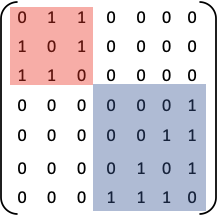 0 1 1 0 0 0 0
1 0 1 0 0 0 0
1 1 0 0 0 0 0
0 0 0 0 0 0 1
0 0 0 0 0 1 1
0 0 0 0 1 0 1
0 0 0 1 1 1 0